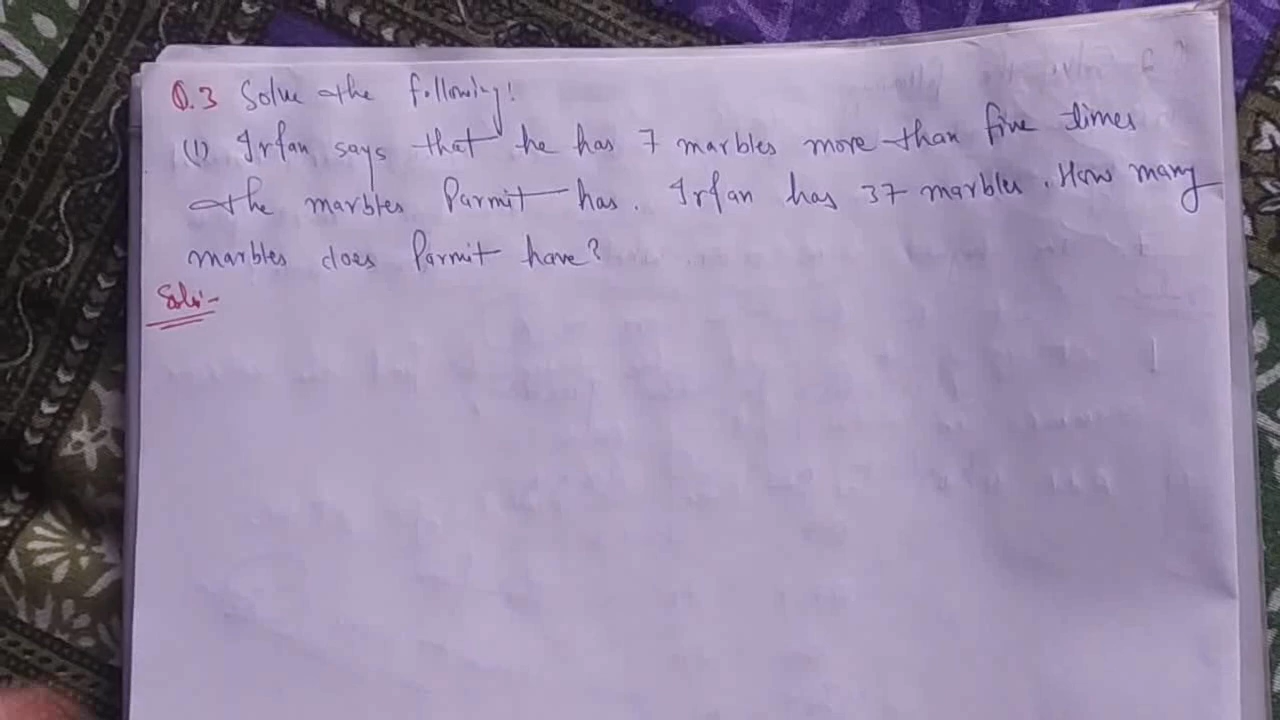 Q.3 Solve the following:
(1) Irfan says that he has 7 marbles more than five times
the marbles Parmit has. Irfan has 37 marbles. How many
marbles does Parmit have?
Sol:-